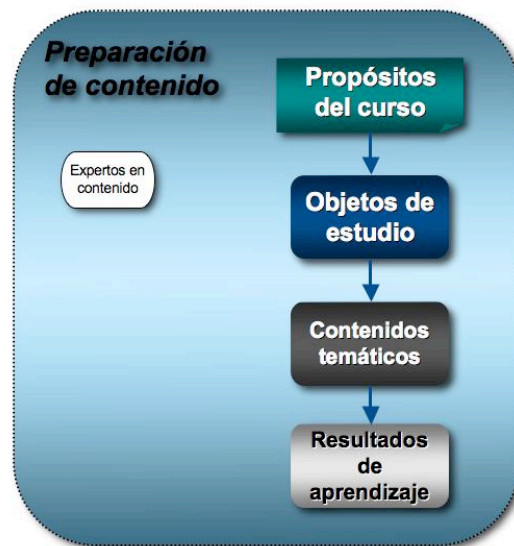 Preparación
de contenido
Propósitos
del curso
Expertos en
contenido
Objetos de
estudio
Contenidos
temáticos
Resultados
de
aprendizaje